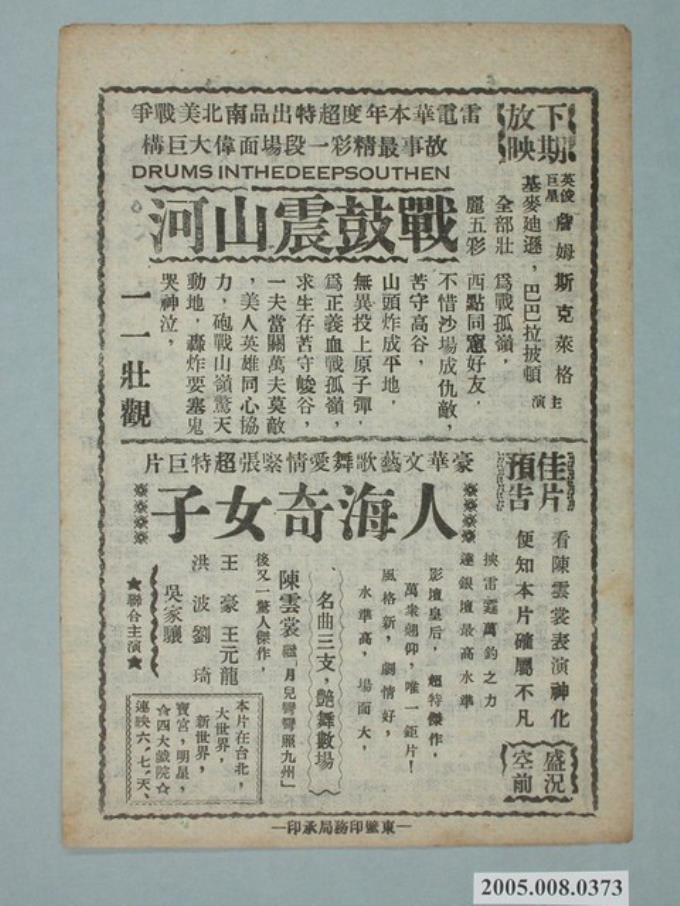 下期
放映
雷電華本年度超特出品南北美戰爭
故事最精彩一段場面偉大巨構
DRUMS INTHEDEEPSOUTHEN
戰鼓震山河
英俊
巨星
詹姆斯克萊格
基麥廸遜，巴巴拉披頓
主演
全部壯
麗五彩
為戰孤嶺，
西點同窻好友，
不惜沙場成仇敵，
苦守高谷，
山頭炸成平地，
無異投上原子彈，
爲正義血戰孤嶺，
求生存苦守峻谷，
一夫當關萬夫莫敵
，美人英雄同心協
力，砲戰山嶺驚天
動地，轟炸要塞鬼
哭神泣，
一一壯觀
佳片
預告
豪華文藝歌舞愛情緊張超特巨片
人海奇女子
看陳雲裳表演神化
便知本片確屬不凡
盛況
空前
挾雷霆萬鈞之力
達銀壇最高水準
影壇皇后，超特傑作，
萬衆翹仰，唯一鉅片！
風格新，劇情好，
水準高，場面大，
名曲三支，艷舞數場
陳雲裳繼「月兒彎彎照九州」
後又一驚人傑作，
王豪 王元龍
洪波 劉琦
吳家驤
★聯合主演★
本片在台北，
大世界，
新世界，
寶宮，明星，
☆四大戲院☆
連映六，七，天、
—東壁印務局承印—
2005.008.0373